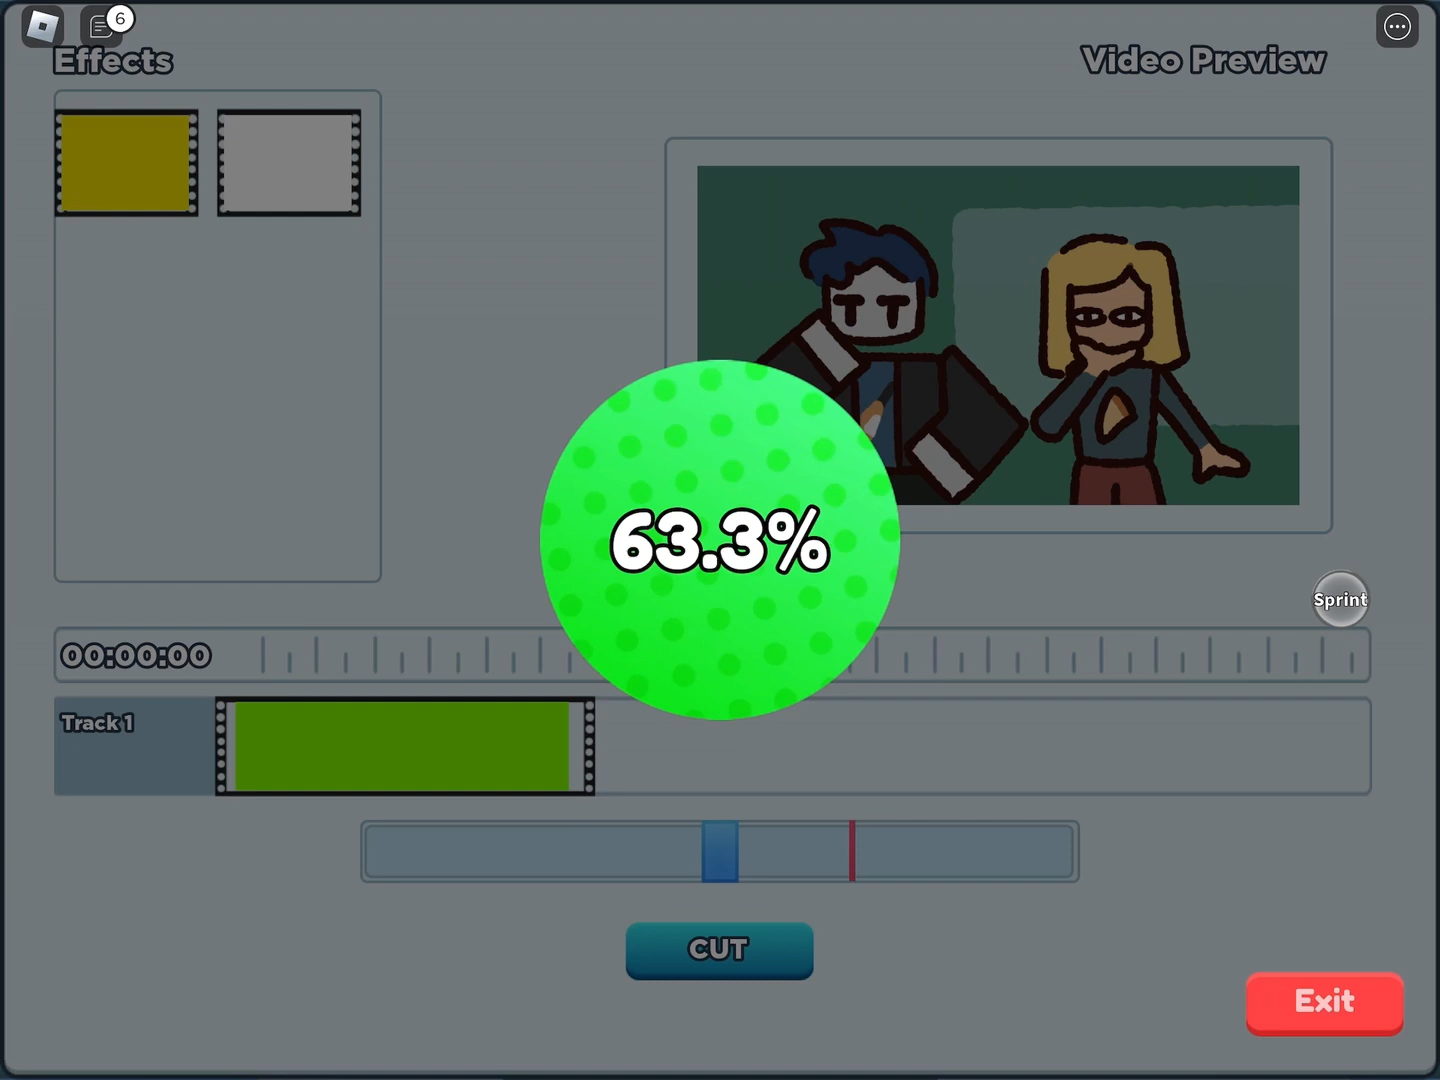 6
Effects
Video Preview
63.3%
Sprint
00:00:00
Track 1
CUT
Exit